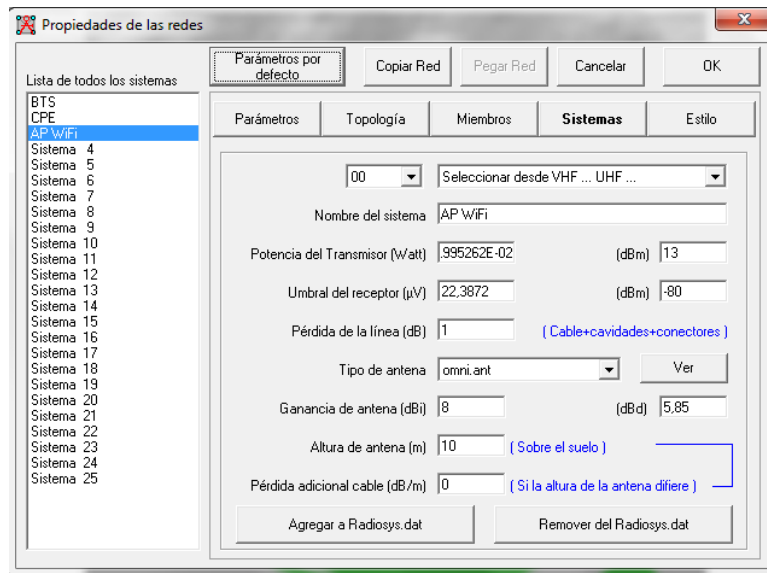 Propiedades de las redes
X
Parámetros por defecto
Copiar Red
Pegar Red
Cancelar
OK
Lista de todos los sistemas
BTS
CPE
AP WiFi
Sistema 4
Sistema 5
Sistema 6
Sistema 7
Sistema 8
Sistema 9
Sistema 10
Sistema 11
Sistema 12
Sistema 13
Sistema 14
Sistema 15
Sistema 16
Sistema 17
Sistema 18
Sistema 19
Sistema 20
Sistema 21
Sistema 22
Sistema 23
Sistema 24
Sistema 25
Parámetros
Topología
Miembros
Sistemas
Estilo
00
Seleccionar desde VHF ... UHF ...
Nombre del sistema AP WiFi
Potencia del Transmisor (Watt) .995262E-02 (dBm) 13
Umbral del receptor (µV) 22,3872 (dBm) -80
Pérdida de la línea (dB) 1 ( Cable+cavidades+conectores )
Tipo de antena omni.ant Ver
Ganancia de antena (dBi) 8 (dBd) 5,85
Altura de antena (m) 10 ( Sobre el suelo )
Pérdida adicional cable (dB/m) 0 ( Si la altura de la antena difiere )
Agregar a Radiosys.dat
Remover del Radiosys.dat